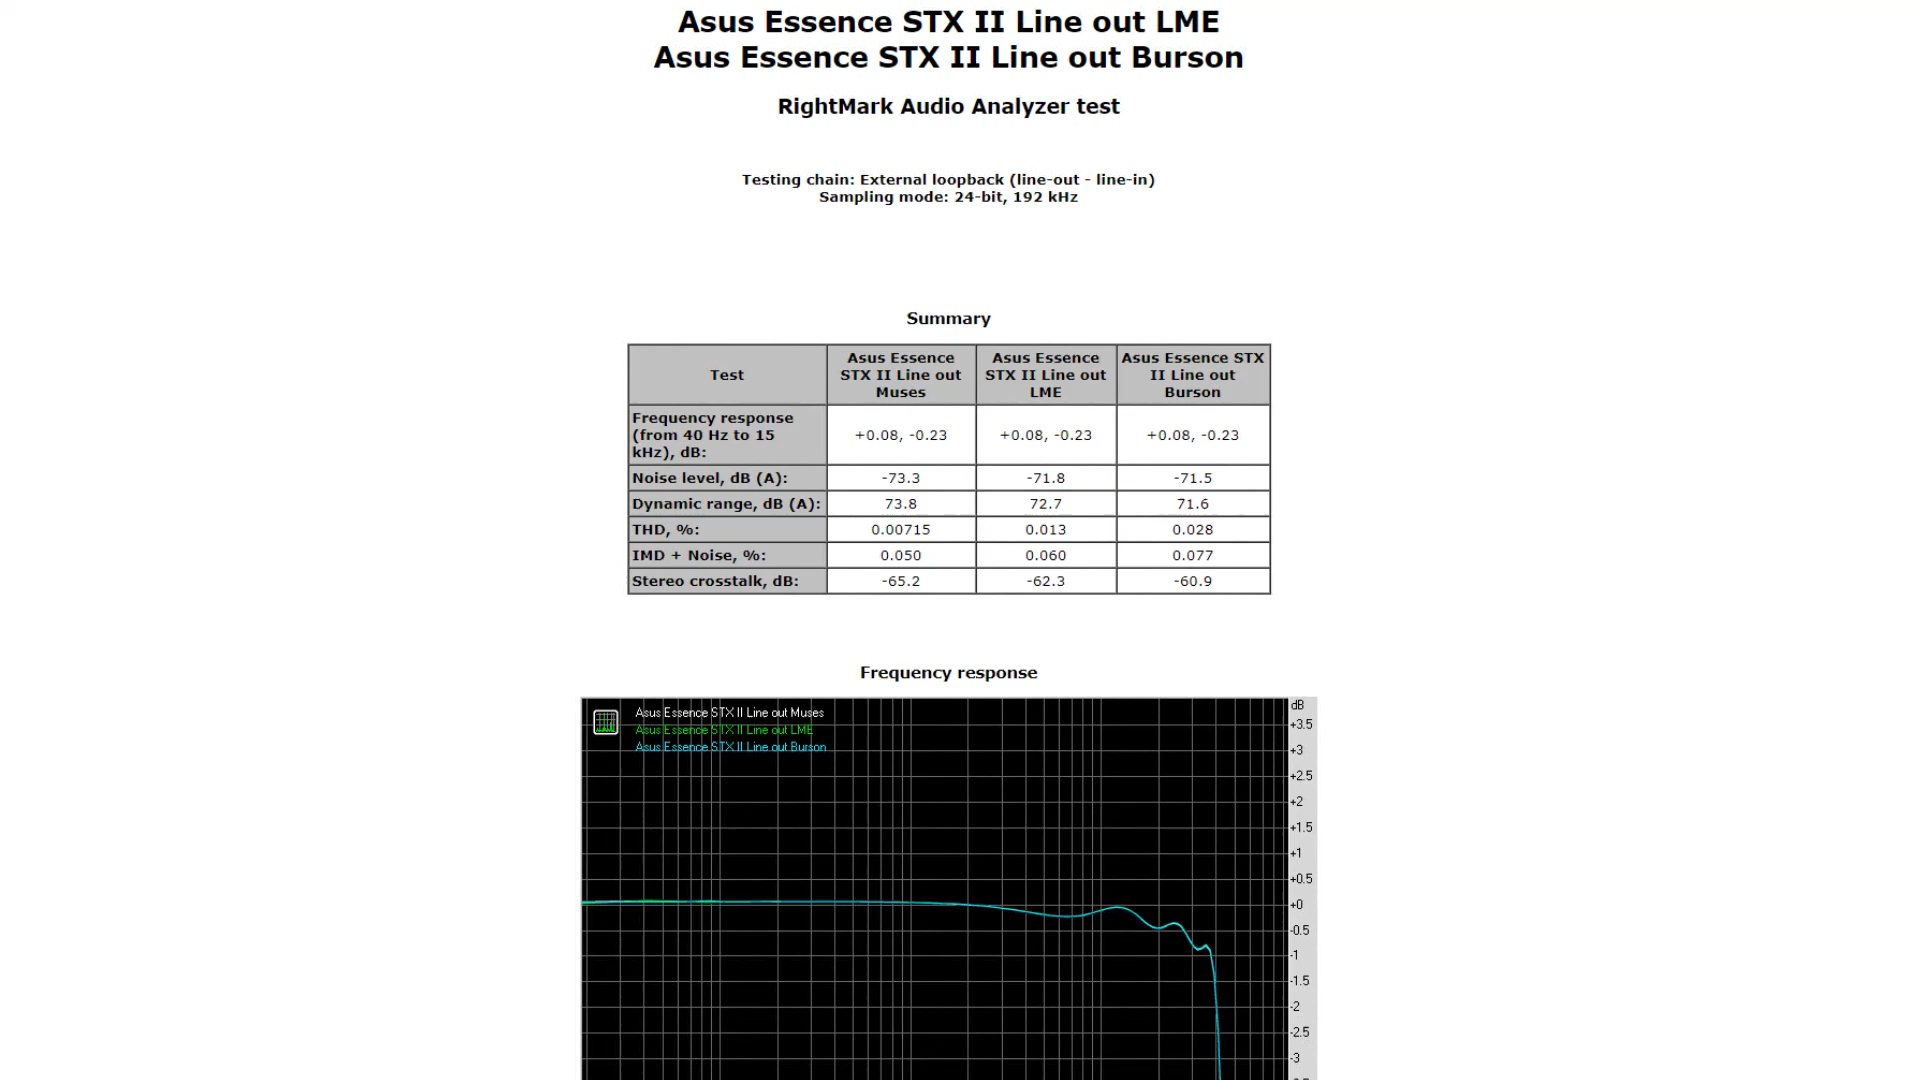 Asus Essence STX II Line out LME
Asus Essence STX II Line out Burson
RightMark Audio Analyzer test
Testing chain: External loopback (line-out - line-in)
Sampling mode: 24-bit, 192 kHz
Summary
Test
Asus Essence
STX II Line out
Muses
Asus Essence
STX II Line out
LME
Asus Essence STX
II Line out
Burson
Frequency response
(from 40 Hz to 15
kHz), dB:
+0.08, -0.23
+0.08, -0.23
+0.08, -0.23
Noise level, dB (A):
-73.3
-71.8
-71.5
Dynamic range, dB (A):
73.8
72.7
71.6
THD, %:
0.00715
0.013
0.028
IMD + Noise, %:
0.050
0.060
0.077
Stereo crosstalk, dB:
-65.2
-62.3
-60.9
Frequency response
Asus Essence STX II Line out Muses
Asus Essence STX II Line out LME
Asus Essence STX II Line out Burson
dB
+3.5
+3
+2.5
+2
+1.5
+1
+0.5
+0
-0.5
-1
-1.5
-2
-2.5
-3